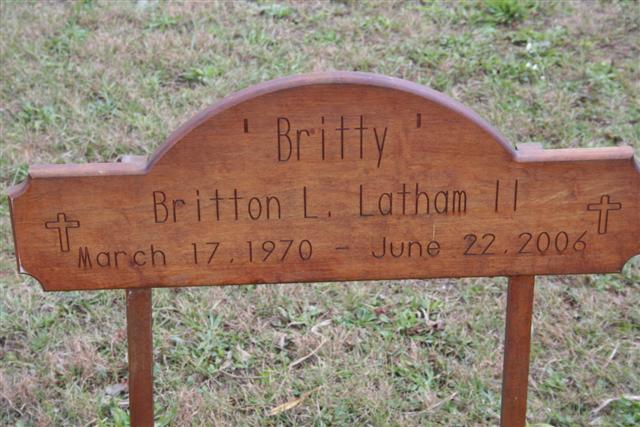 ' Britty '
Britton L. Latham II
March 17, 1970 - June 22, 2006